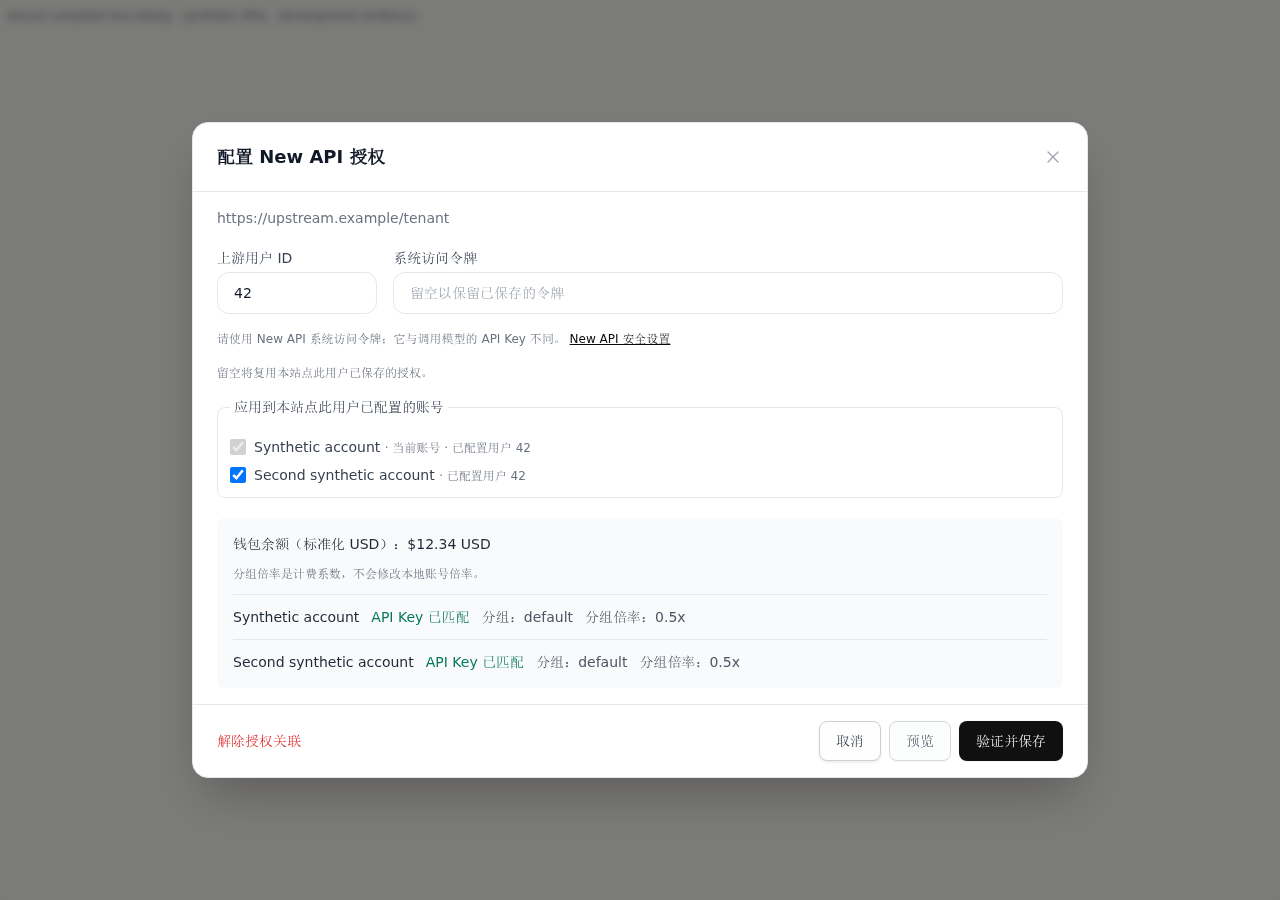 配置 New API 授权
https://upstream.example/tenant
上游用户 ID 系统访问令牌
42 留空以保留已保存的令牌
请使用 New API 系统访问令牌；它与调用模型的 API Key 不同。 New API 安全设置
留空将复用本站点此用户已保存的授权。
应用到本站点此用户已配置的账号
Synthetic account · 当前账号 · 已配置用户 42
Second synthetic account · 已配置用户 42
钱包余额（标准化 USD）：$12.34 USD
分组倍率是计费系数，不会修改本地账号倍率。
Synthetic account API Key 已匹配 分组：default 分组倍率：0.5x
Second synthetic account API Key 已匹配 分组：default 分组倍率：0.5x
解除授权关联 取消 预览 验证并保存